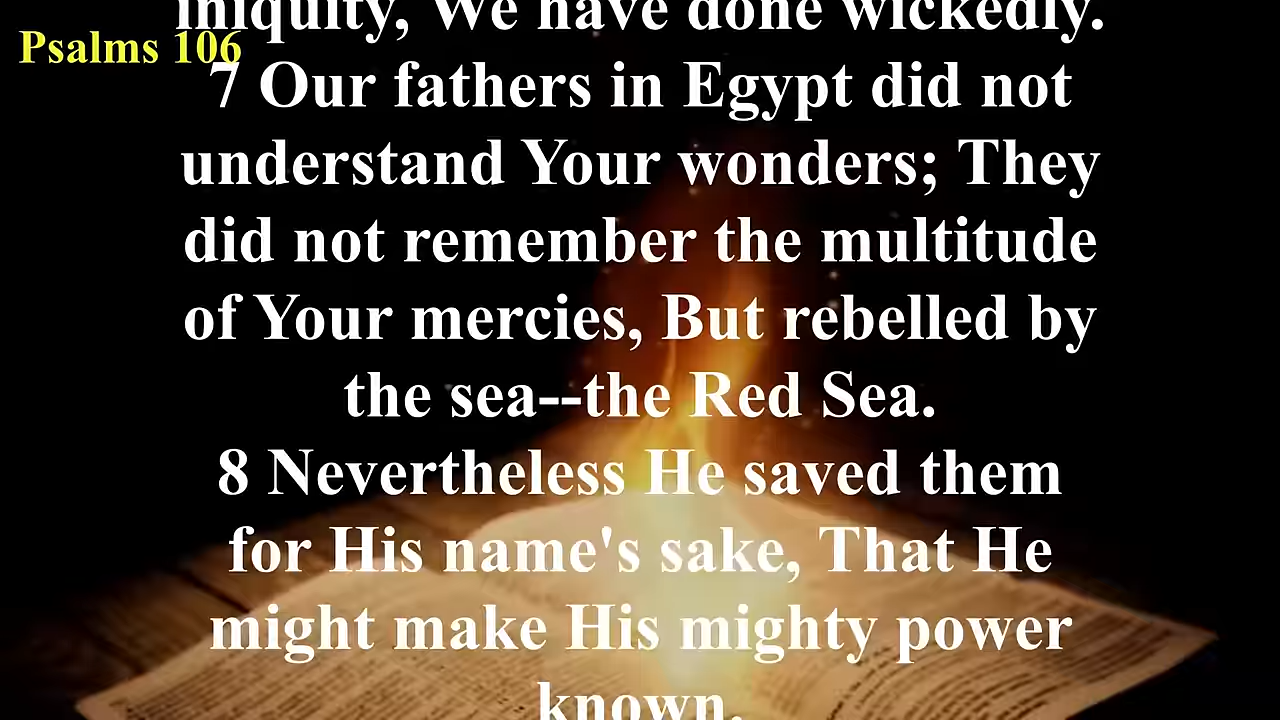 iniquity, We have done wickedly.
Psalms 106
7 Our fathers in Egypt did not
understand Your wonders; They
did not remember the multitude
of Your mercies, But rebelled by
the sea--the Red Sea.
8 Nevertheless He saved them
for His name's sake, That He
might make His mighty power
known.